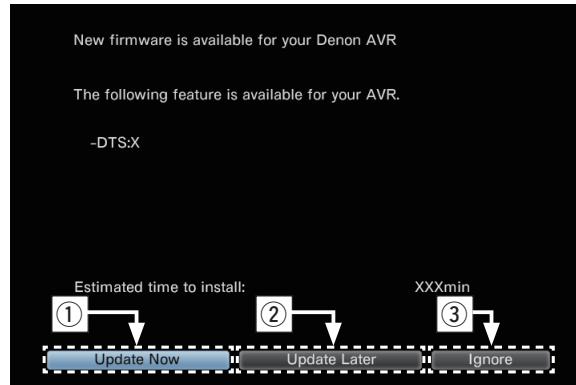 New firmware is available for your Denon AVR
The following feature is available for your AVR.
-DTS:X
Estimated time to install: XXXmin
① ② ③
Update Now Update Later Ignore